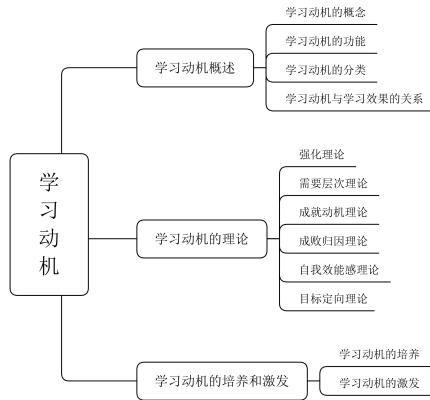 学习动机
学习动机概述
学习动机的概念
学习动机的功能
学习动机的分类
学习动机与学习效果的关系
学习动机的理论
强化理论
需要层次理论
成就动机理论
成败归因理论
自我效能感理论
目标定向理论
学习动机的培养和激发
学习动机的培养
学习动机的激发